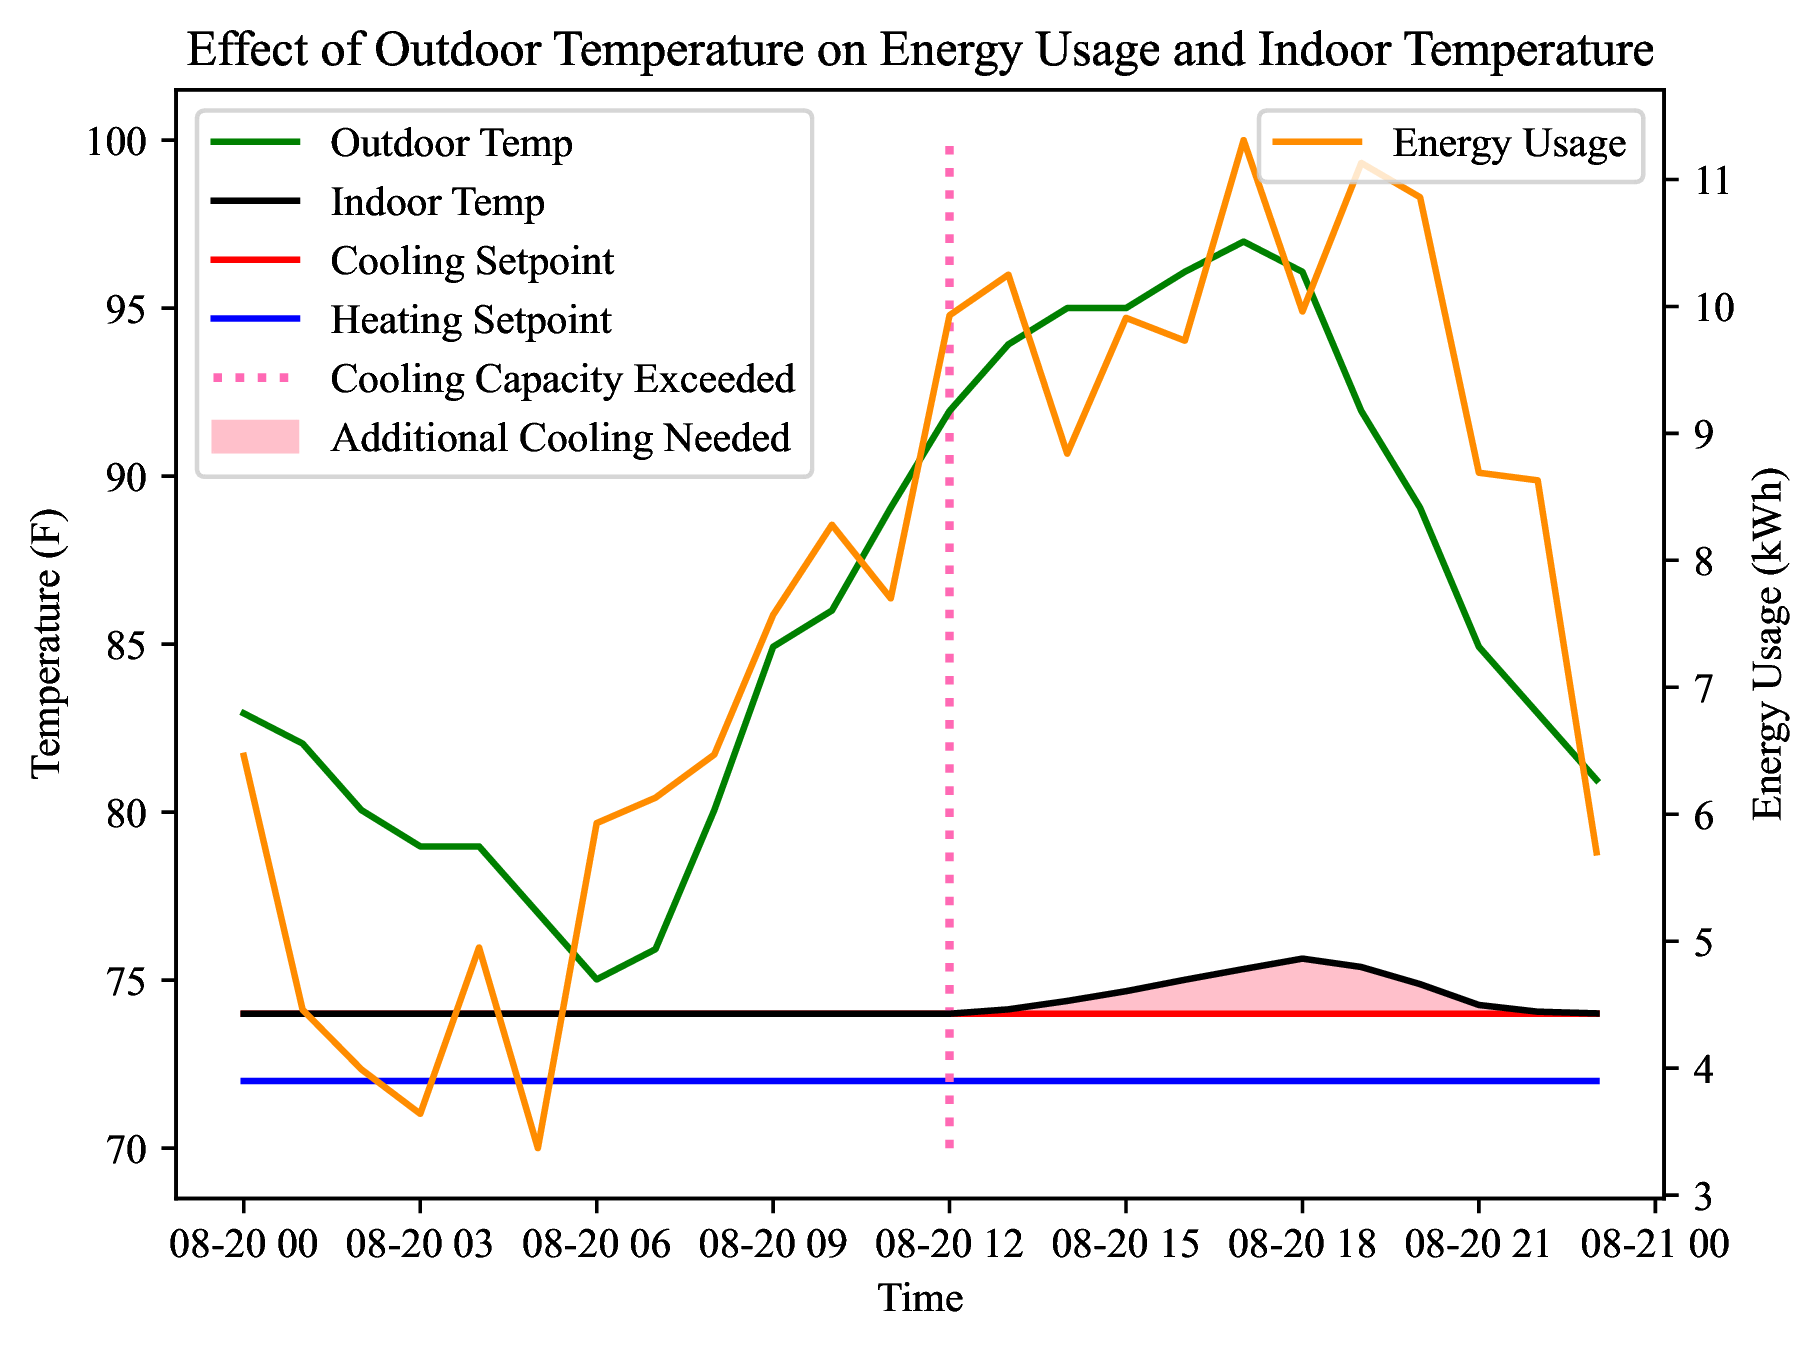 Effect of Outdoor Temperature on Energy Usage and Indoor Temperature
Outdoor Temp
Indoor Temp
Cooling Setpoint
Heating Setpoint
Cooling Capacity Exceeded
Additional Cooling Needed
Energy Usage
100
95
90
85
80
75
70
Temperature (F)
11
10
9
8
7
6
5
4
3
Energy Usage (kWh)
08-20 00 08-20 03 08-20 06 08-20 09 08-20 12 08-20 15 08-20 18 08-20 21 08-21 00
Time